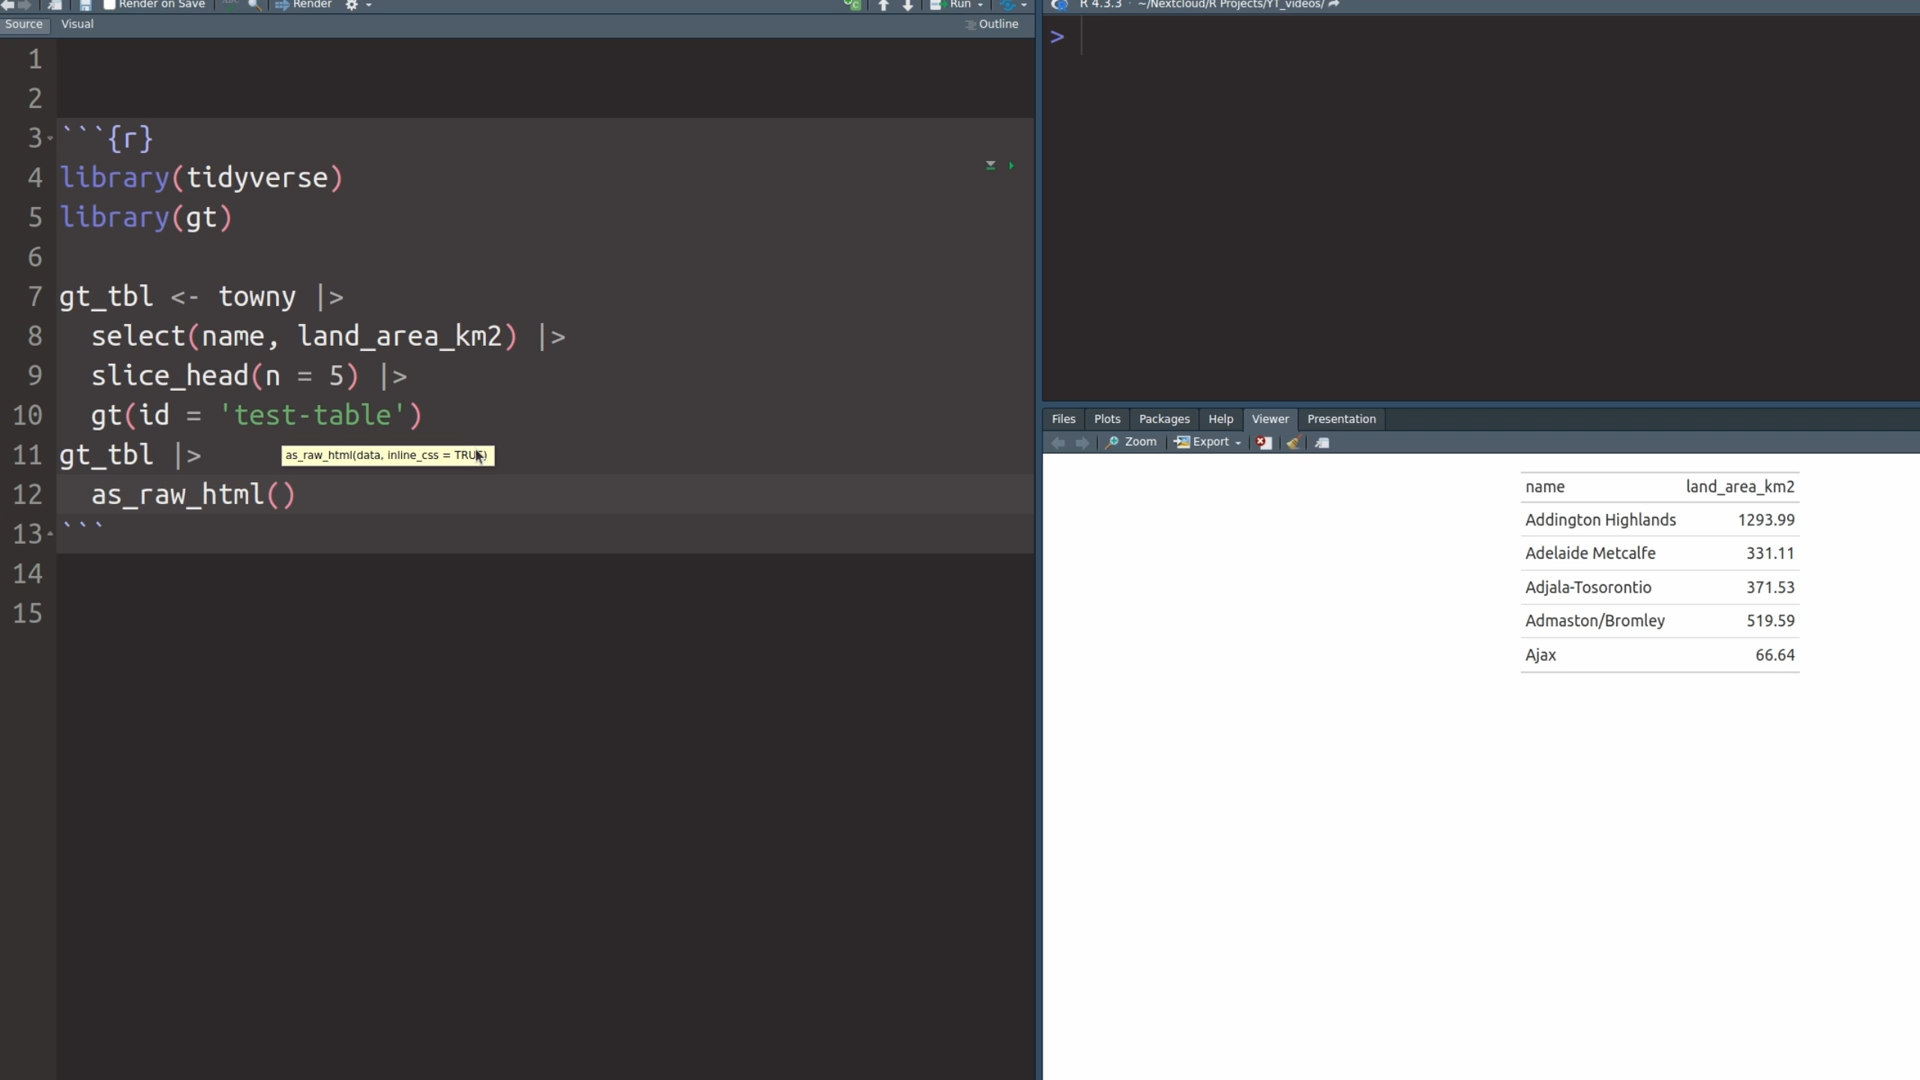 Render on Save
Render
Run
R 4.3.3 · ~/Nextcloud/R Projects/YT_videos/
Source
Visual
Outline
>
1
2
3 ```{r}
4 library(tidyverse)
5 library(gt)
6
7 gt_tbl <- towny |>
8   select(name, land_area_km2) |>
9   slice_head(n = 5) |>
10   gt(id = 'test-table')
11 gt_tbl |>
as_raw_html(data, inline_css = TRUE)
12   as_raw_html()
13 ```
14
15
Files Plots Packages Help Viewer Presentation
Zoom Export
name land_area_km2
Addington Highlands 1293.99
Adelaide Metcalfe 331.11
Adjala-Tosorontio 371.53
Admaston/Bromley 519.59
Ajax 66.64